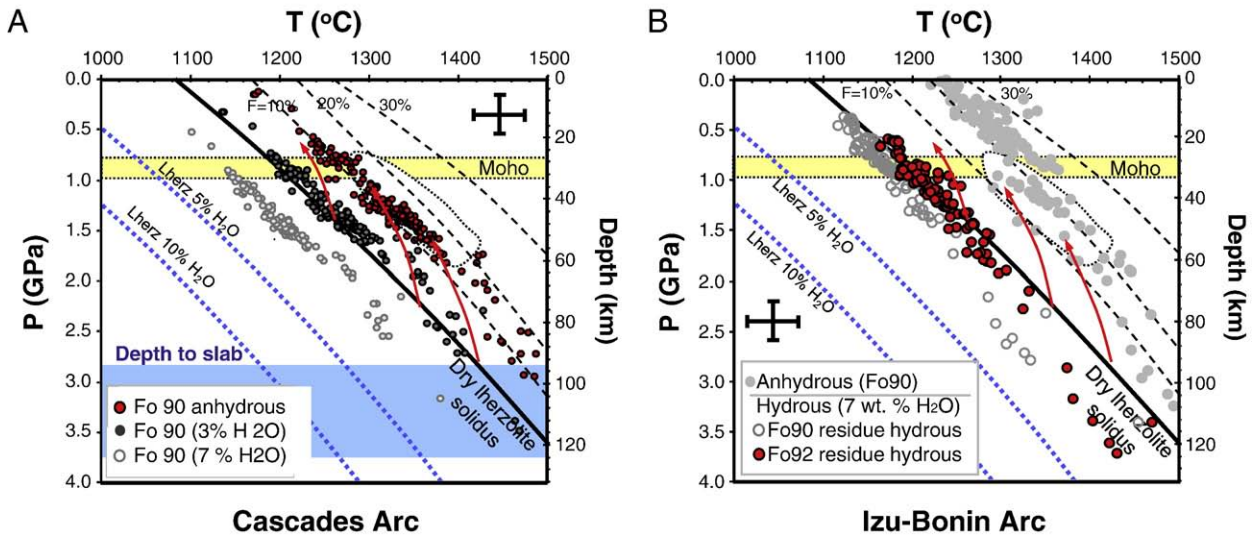 A
T (°C)
1000 1100 1200 1300 1400 1500
0.0
0.5
1.0
1.5
2.0
2.5
3.0
3.5
4.0
P (GPa)
0
20
40
60
80
100
120
Depth (km)
F=10% 20% 30%
Moho
Lherz 5% H2O
Lherz 10% H2O
Depth to slab
Dry lherzolite
solidus
Fo 90 anhydrous
Fo 90 (3% H 2O)
Fo 90 (7 % H2O)
Cascades Arc
B
T (°C)
1000 1100 1200 1300 1400 1500
0.0
0.5
1.0
1.5
2.0
2.5
3.0
3.5
4.0
P (GPa)
0
20
40
60
80
100
120
Depth (km)
F=10% 30%
Moho
Lherz 5% H2O
Lherz 10% H2O
Dry lherzolite
solidus
Anhydrous (Fo90)
Hydrous (7 wt. % H2O)
Fo90 residue hydrous
Fo92 residue hydrous
Izu-Bonin Arc